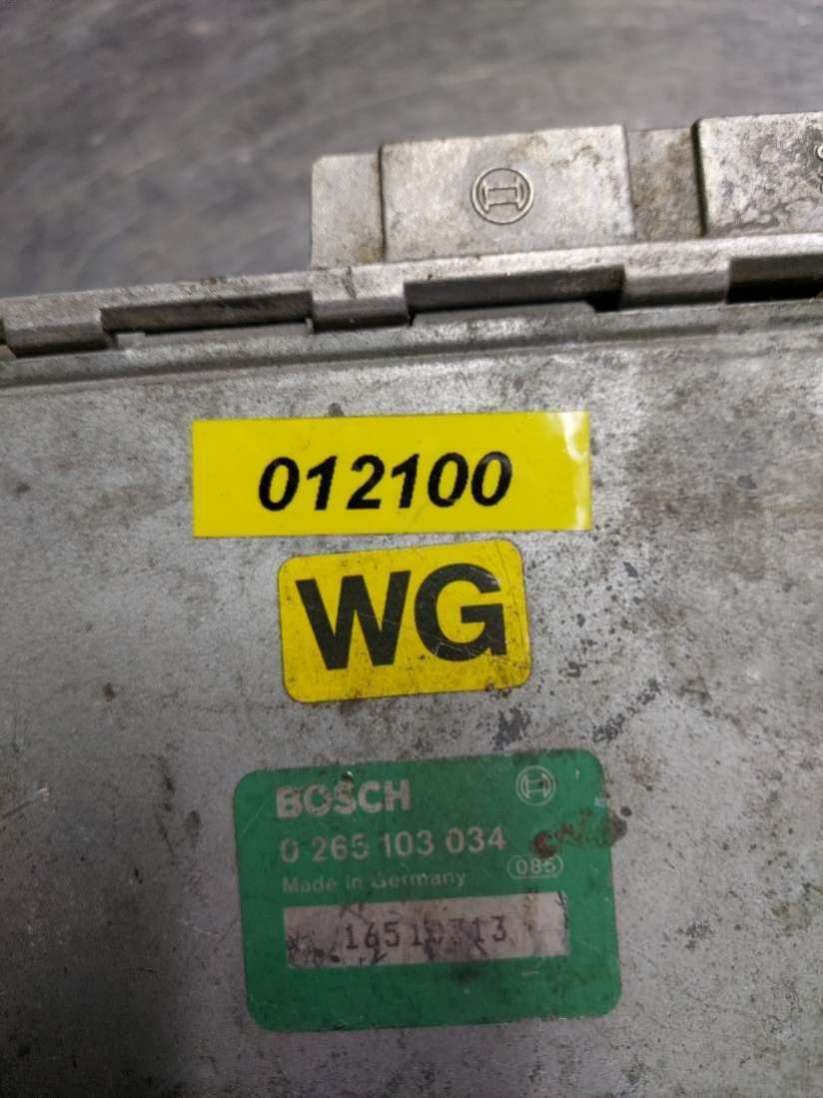 012100
WG
BOSCH
0 265 103 034
Made in Germany 085